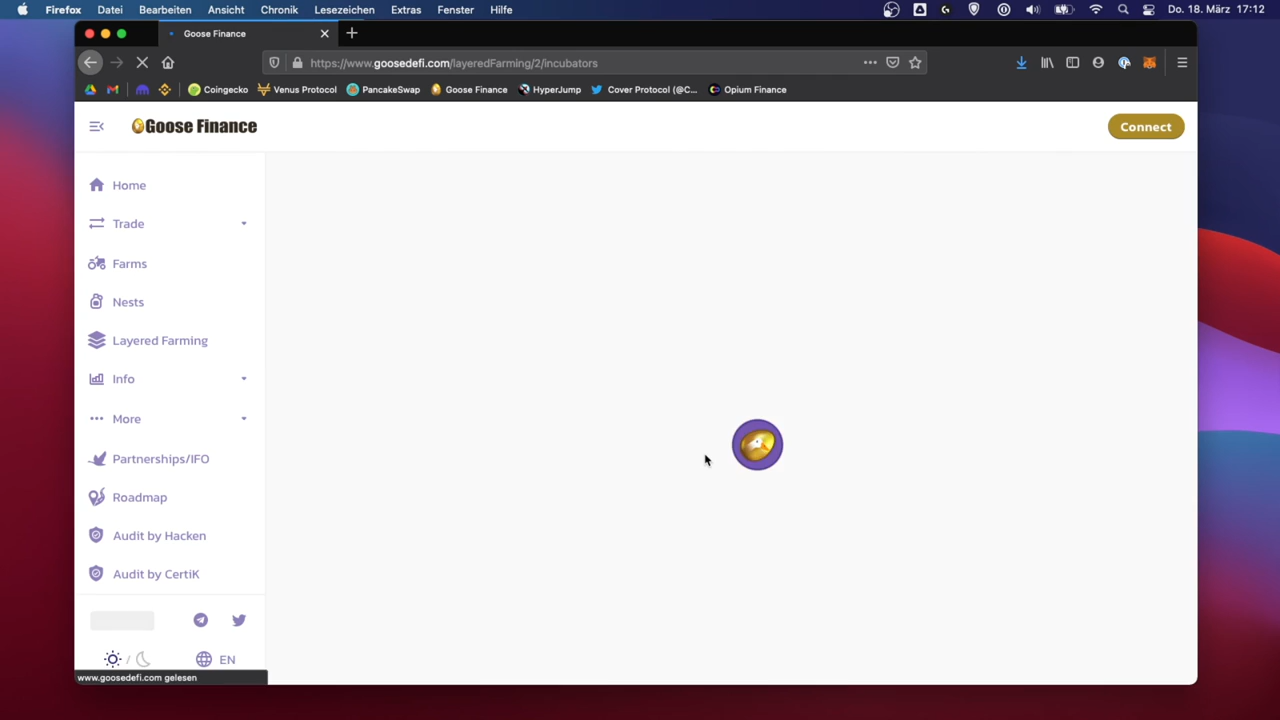 Firefox Datei Bearbeiten Ansicht Chronik Lesezeichen Extras Fenster Hilfe Do. 18. März 17:12
Goose Finance
https://www.goosedefi.com/layeredFarming/2/incubators
Coingecko Venus Protocol PancakeSwap Goose Finance HyperJump Cover Protocol (@C... Opium Finance
Goose Finance
Connect
Home
Trade
Farms
Nests
Layered Farming
Info
More
Partnerships/IFO
Roadmap
Audit by Hacken
Audit by CertiK
/ EN
www.goosedefi.com gelesen